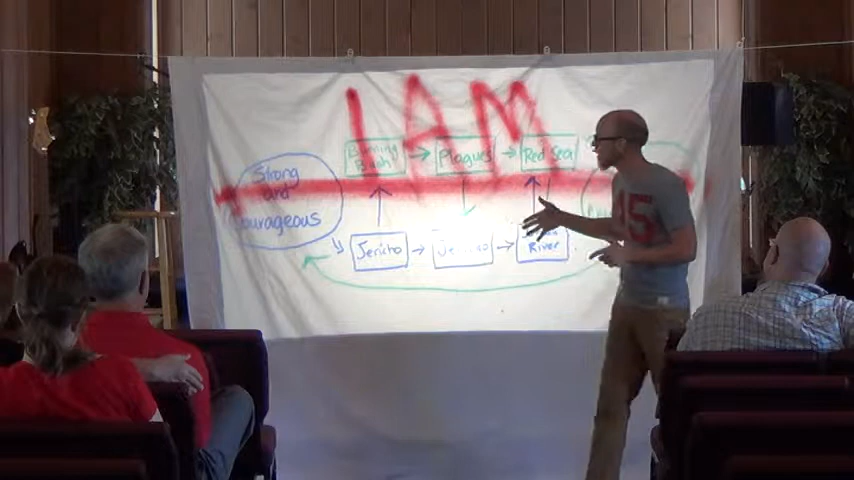 I AM
Burning Bush
Plagues
Red Sea
Strong
and
Courageous
Jericho
River
15